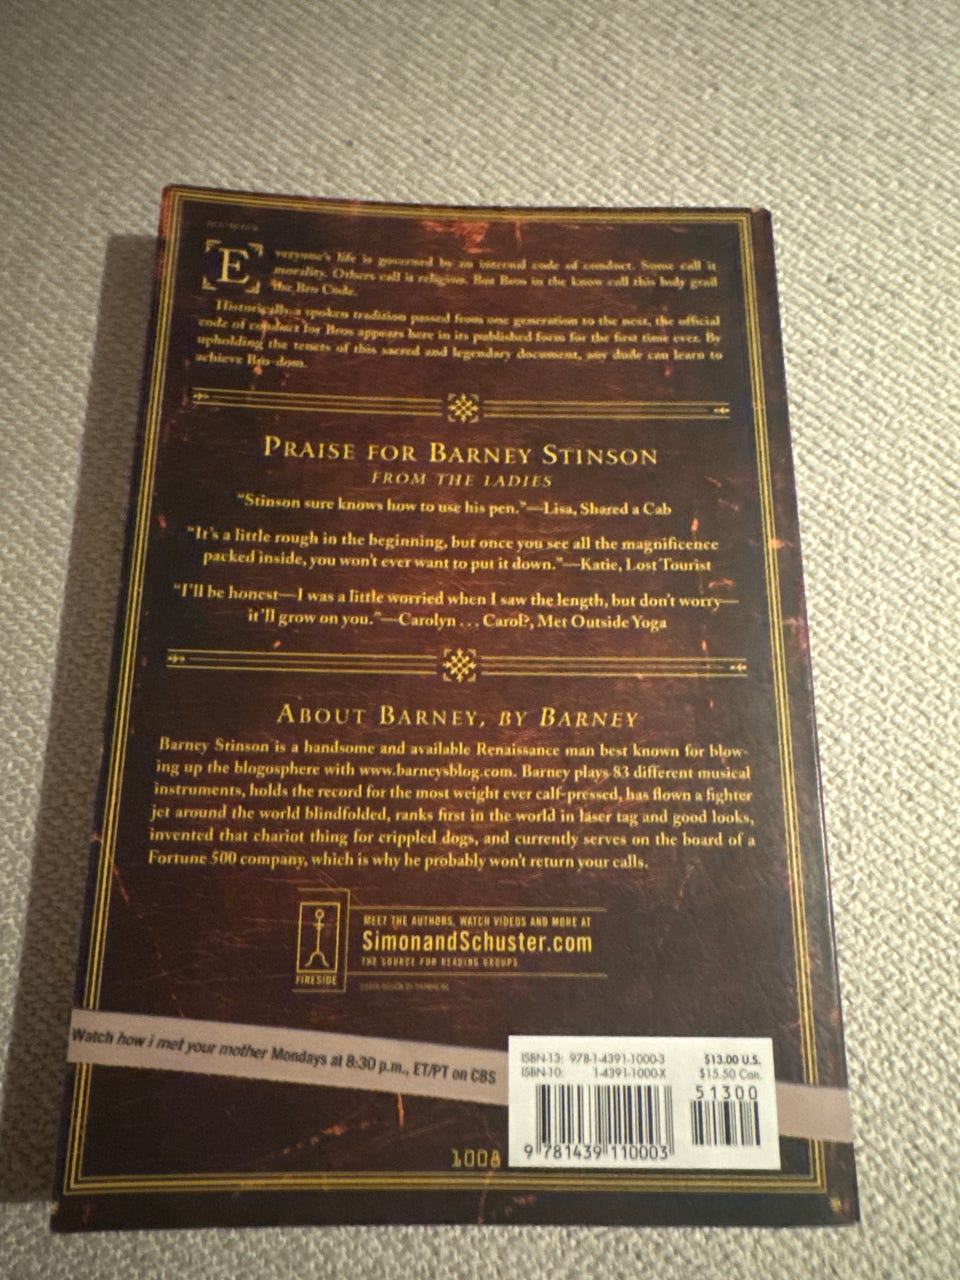 HUMOR
Everyone's life is governed by an internal code of conduct. Some call it
morality. Others call it religion. But Bros in the know call this holy grail
The Bro Code.
Historically a spoken tradition passed from one generation to the next, the official
code of conduct for Bros appears here in its published form for the first time ever. By
upholding the tenets of this sacred and legendary document, any dude can learn to
achieve Bro-dom.
PRAISE FOR BARNEY STINSON
FROM THE LADIES
“Stinson sure knows how to use his pen.”—Lisa, Shared a Cab
“It's a little rough in the beginning, but once you see all the magnificence
packed inside, you won't ever want to put it down.”—Katie, Lost Tourist
“I'll be honest—I was a little worried when I saw the length, but don't worry—
it'll grow on you.”—Carolyn . . . Carol?, Met Outside Yoga
ABOUT BARNEY, BY BARNEY
Barney Stinson is a handsome and available Renaissance man best known for blow-
ing up the blogosphere with www.barneysblog.com. Barney plays 83 different musical
instruments, holds the record for the most weight ever calf-pressed, has flown a fighter
jet around the world blindfolded, ranks first in the world in laser tag and good looks,
invented that chariot thing for crippled dogs, and currently serves on the board of a
Fortune 500 company, which is why he probably won't return your calls.
MEET THE AUTHORS, WATCH VIDEOS AND MORE AT
SimonandSchuster.com
THE SOURCE FOR READING GROUPS
FIRESIDE
COVER DESIGN BY
Watch how i met your mother Mondays at 8:30 p.m., ET/PT on CBS
ISBN-13: 978-1-4391-1000-3 $13.00 U.S.
ISBN-10: 1-4391-1000-X $15.50 Can.
51300
9 781439 110003
1008